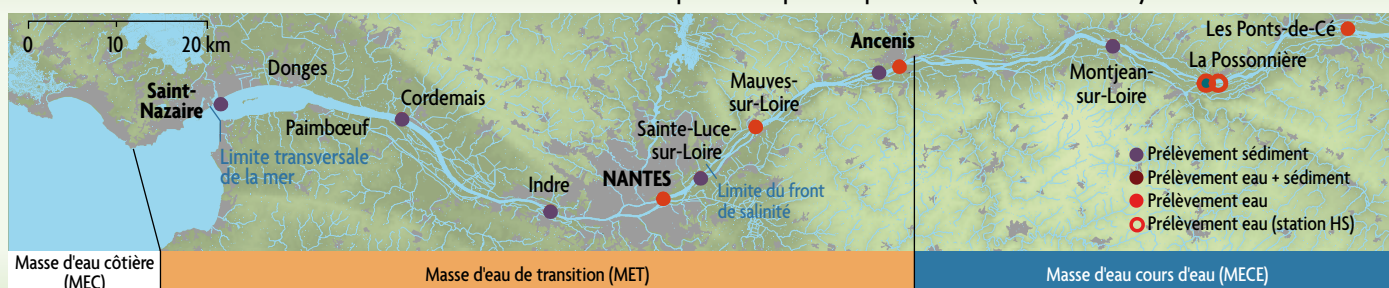 0 10 20 km
Saint-
Nazaire
Donges
Paimbœuf
Limite transversale
de la mer
Cordemais
Indre
NANTES
Sainte-Luce-
sur-Loire
Limite du front
de salinité
Mauves-
sur-Loire
Ancenis
Montjean-
sur-Loire
La Possonnière
Les Ponts-de-Cé
Prélèvement sédiment
Prélèvement eau + sédiment
Prélèvement eau
Prélèvement eau (station HS)
Masse d'eau côtière
(MEC)
Masse d'eau de transition (MET)
Masse d'eau cours d'eau (MECE)